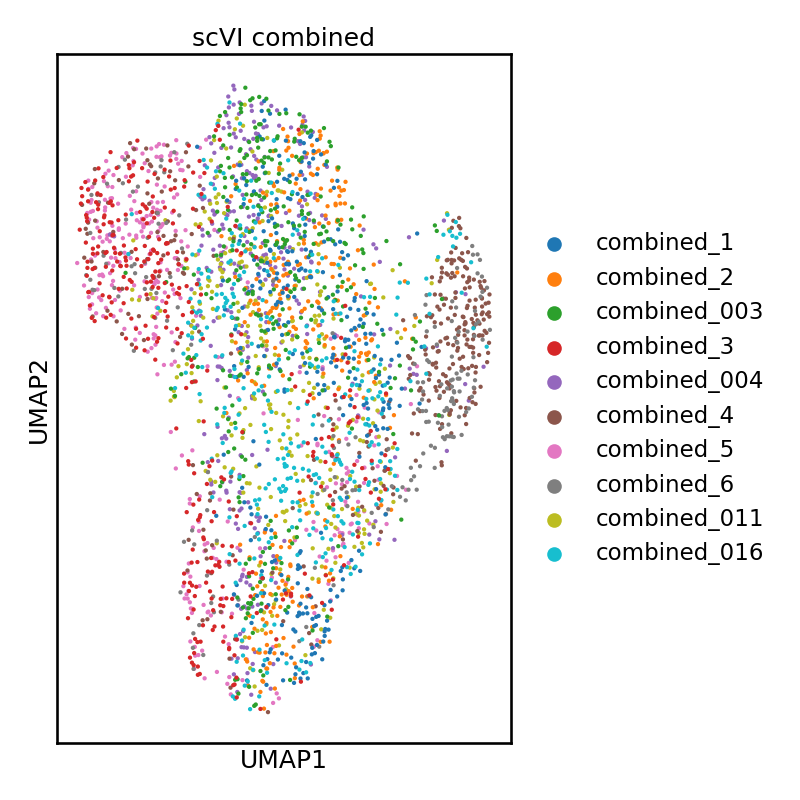 scVI combined
UMAP2
combined_1
combined_2
combined_003
combined_3
combined_004
combined_4
combined_5
combined_6
combined_011
combined_016
UMAP1